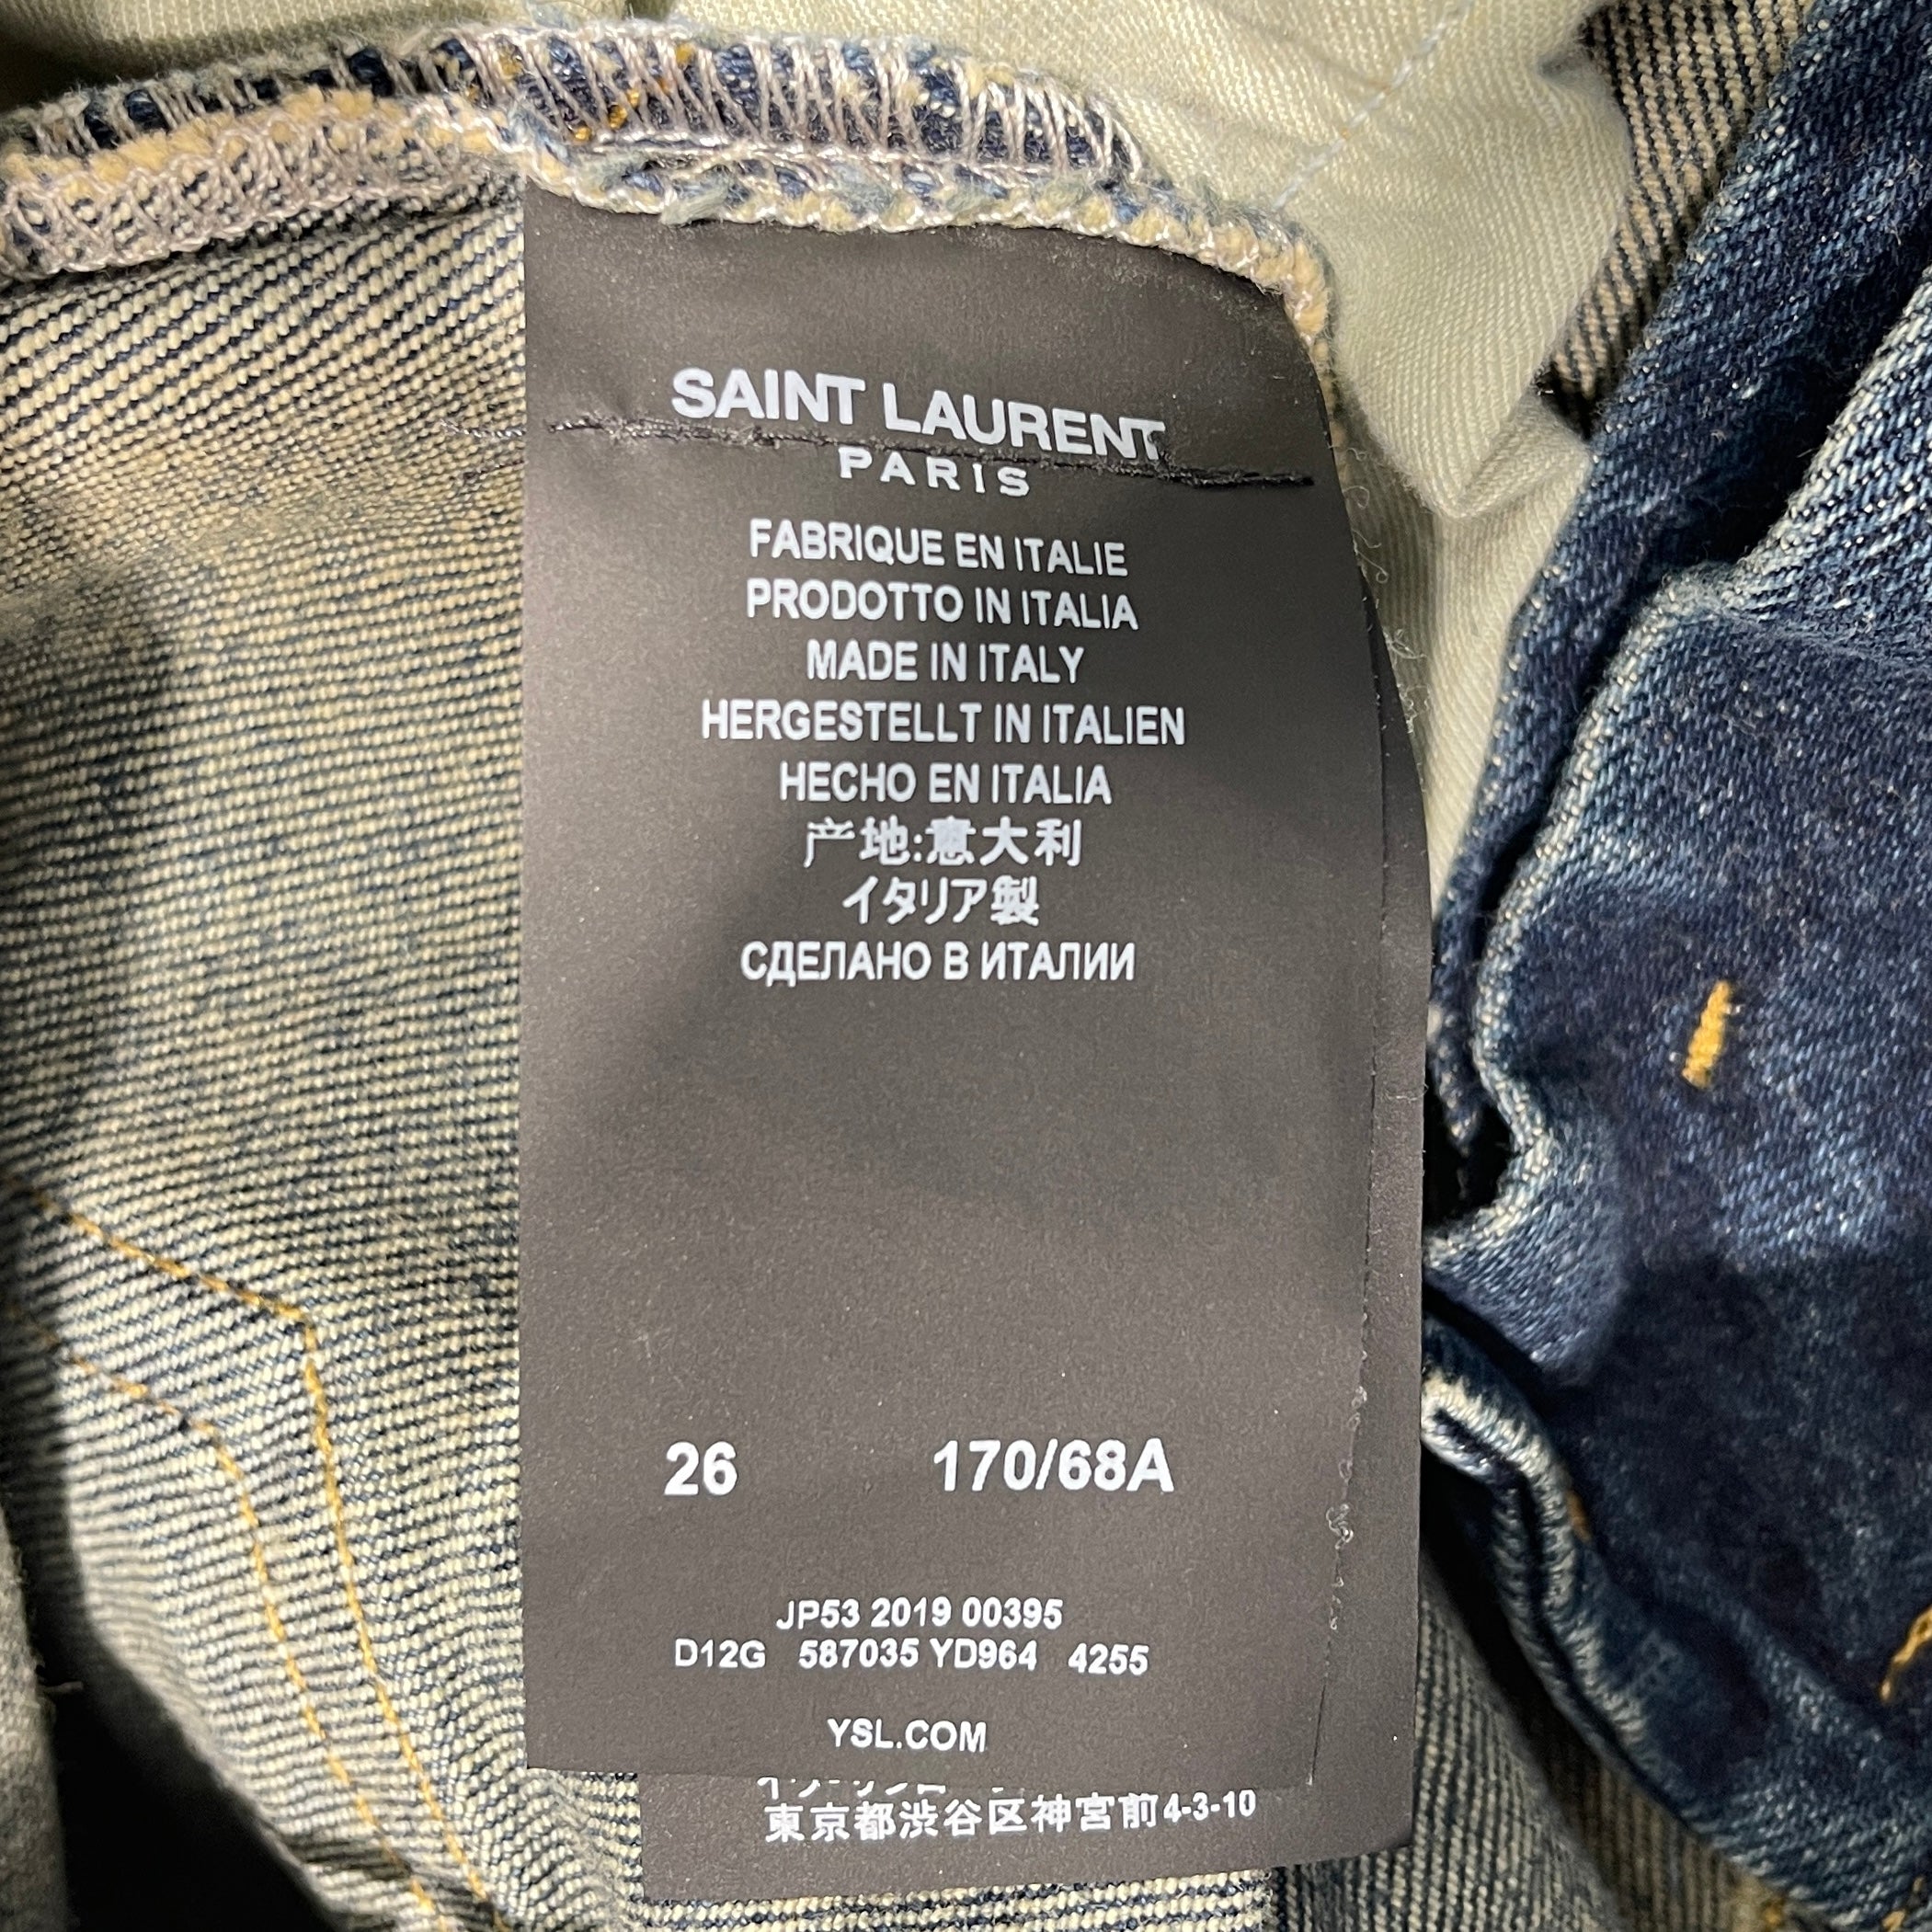 SAINT LAURENT
PARIS
FABRIQUE EN ITALIE
PRODOTTO IN ITALIA
MADE IN ITALY
HERGESTELLT IN ITALIEN
HECHO EN ITALIA
产地:意大利
イタリア製
СДЕЛАНО В ИТАЛИИ
26 170/68A
JP53 2019 00395
D12G 587035 YD964 4255
YSL.COM
東京都渋谷区神宮前4-3-10